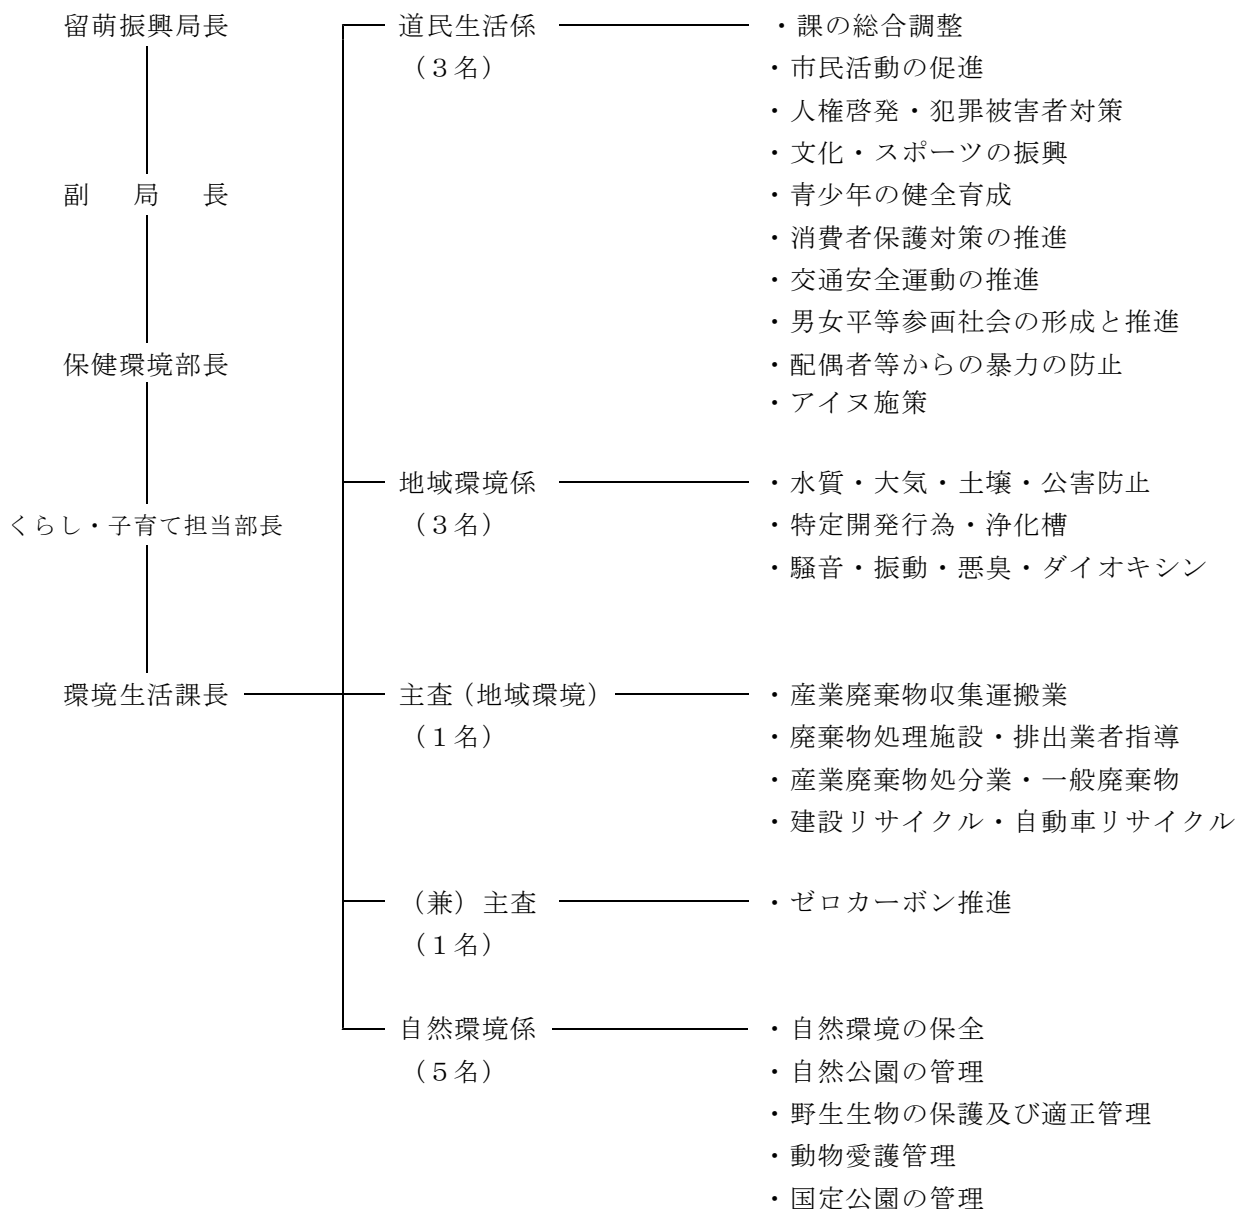 留萌振興局長
副　局　長
保健環境部長
くらし・子育て担当部長
環境生活課長
道民生活係
（３名）
・課の総合調整
・市民活動の促進
・人権啓発・犯罪被害者対策
・文化・スポーツの振興
・青少年の健全育成
・消費者保護対策の推進
・交通安全運動の推進
・男女平等参画社会の形成と推進
・配偶者等からの暴力の防止
・アイヌ施策
地域環境係
（３名）
・水質・大気・土壌・公害防止
・特定開発行為・浄化槽
・騒音・振動・悪臭・ダイオキシン
主査（地域環境）
（１名）
・産業廃棄物収集運搬業
・廃棄物処理施設・排出業者指導
・産業廃棄物処分業・一般廃棄物
・建設リサイクル・自動車リサイクル
（兼）主査
（１名）
・ゼロカーボン推進
自然環境係
（５名）
・自然環境の保全
・自然公園の管理
・野生生物の保護及び適正管理
・動物愛護管理
・国定公園の管理